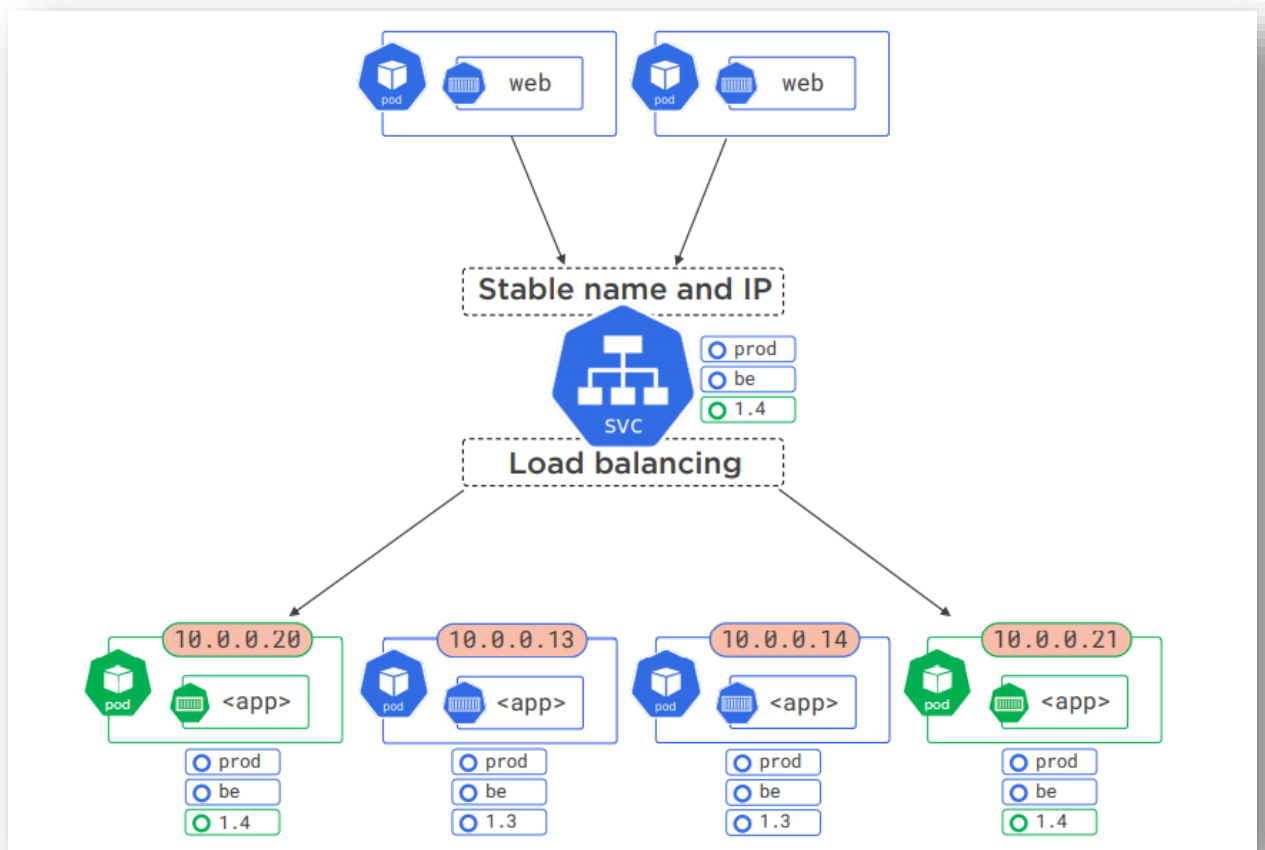 pod
web
pod
web
Stable name and IP
prod
be
1.4
svc
Load balancing
10.0.0.20
pod
<app>
prod
be
1.4
10.0.0.13
pod
<app>
prod
be
1.3
10.0.0.14
pod
<app>
prod
be
1.3
10.0.0.21
pod
<app>
prod
be
1.4